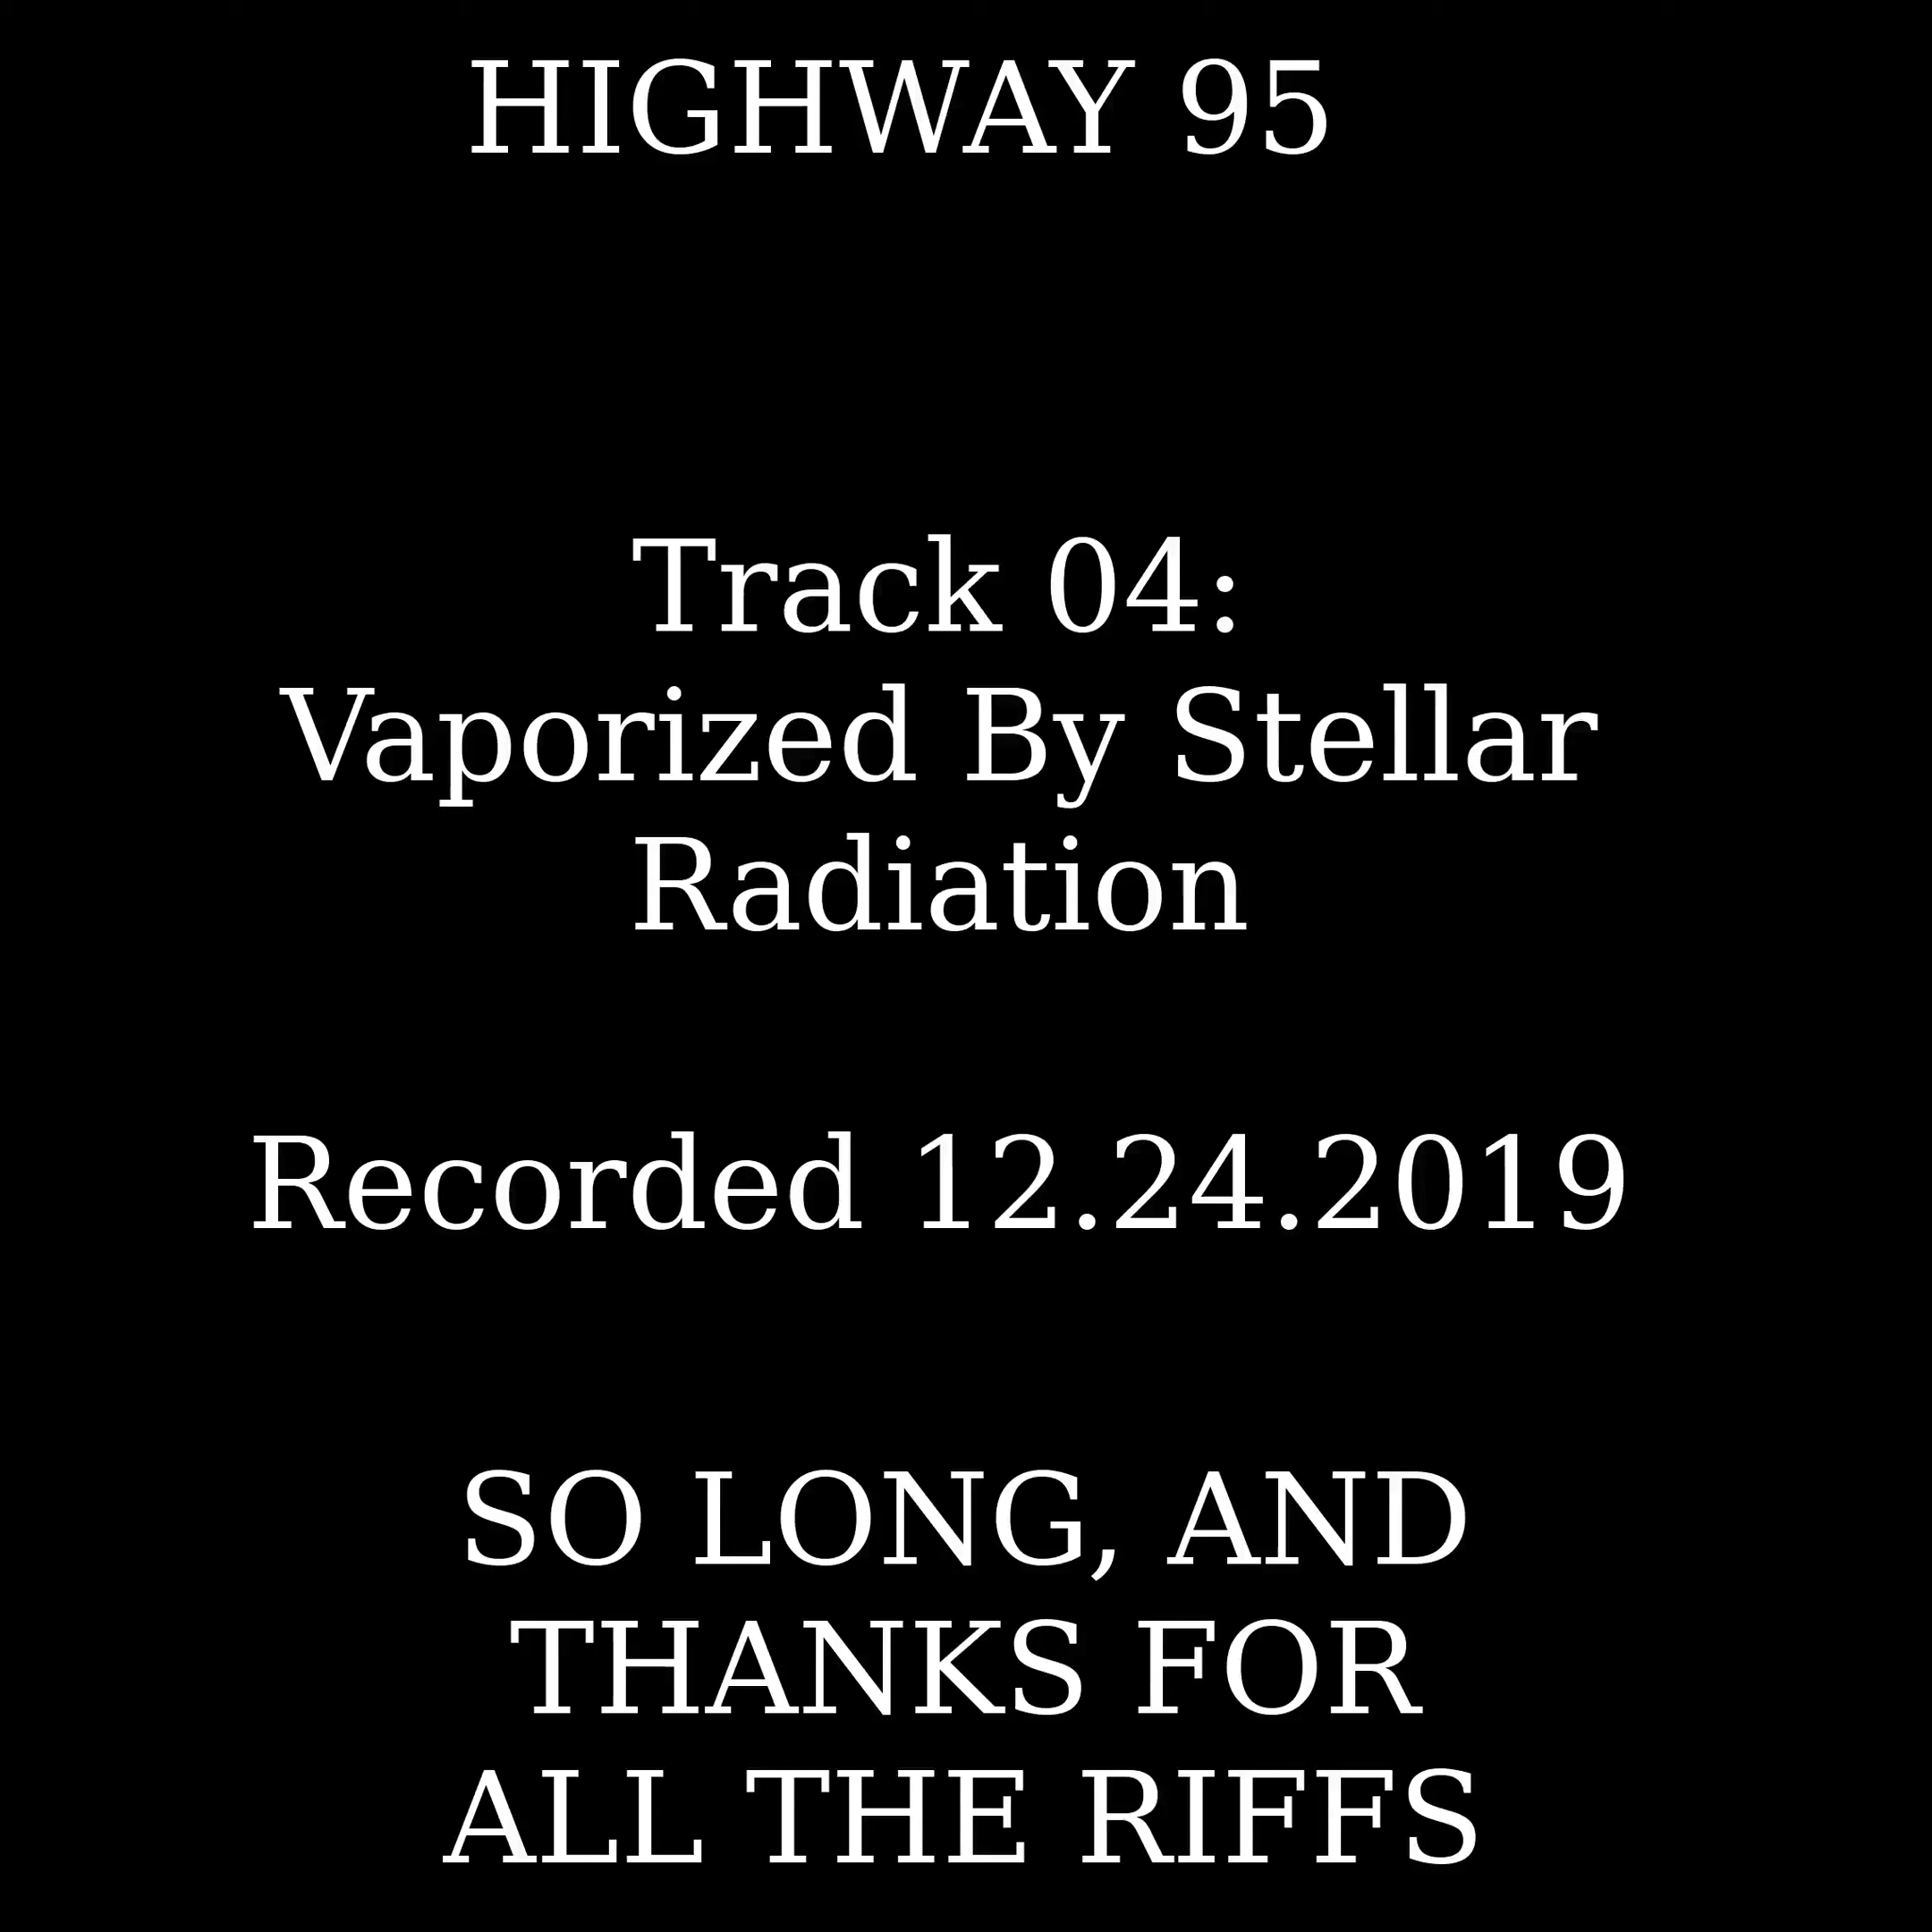 HIGHWAY 95
Track 04:
Vaporized By Stellar
Radiation
Recorded 12.24.2019
SO LONG, AND
THANKS FOR
ALL THE RIFFS